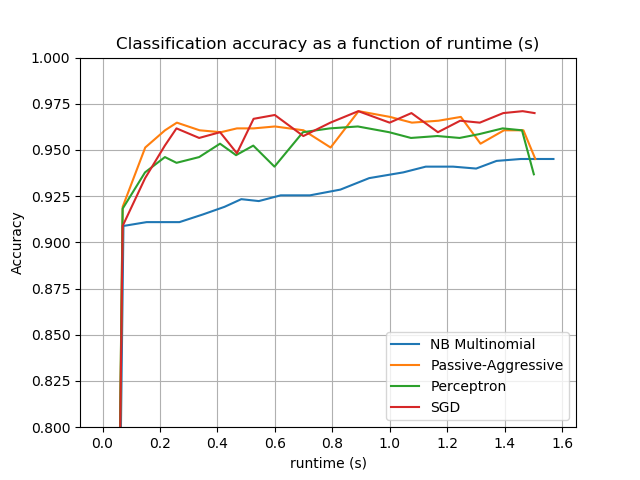 Classification accuracy as a function of runtime (s)
1.000
0.975
0.950
0.925
0.900
0.875
0.850
0.825
0.800
Accuracy
NB Multinomial
Passive-Aggressive
Perceptron
SGD
0.0 0.2 0.4 0.6 0.8 1.0 1.2 1.4 1.6
runtime (s)